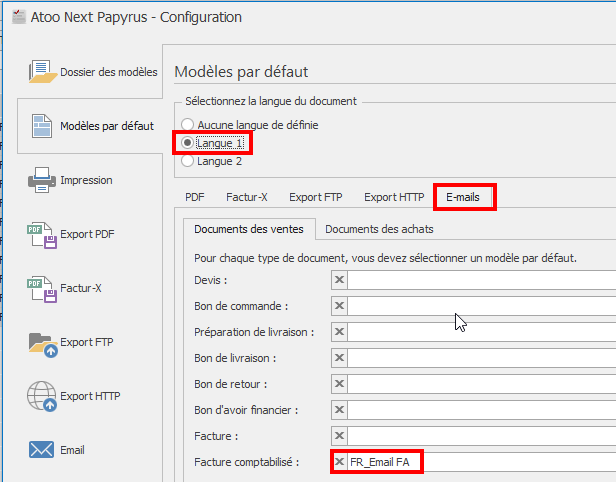 Atoo Next Papyrus - Configuration
Dossier des modèles
Modèles par défaut
Impression
Export PDF
Factur-X
Export FTP
Export HTTP
Email
Modèles par défaut
Sélectionnez la langue du document
Aucune langue de définie
Langue 1
Langue 2
PDF Factur-X Export FTP Export HTTP E-mails
Documents des ventes Documents des achats
Pour chaque type de document, vous devez sélectionner un modèle par défaut.
Devis :
Bon de commande :
Préparation de livraison :
Bon de livraison :
Bon de retour :
Bon d'avoir financier :
Facture :
Facture comptabilisé : FR_Email FA